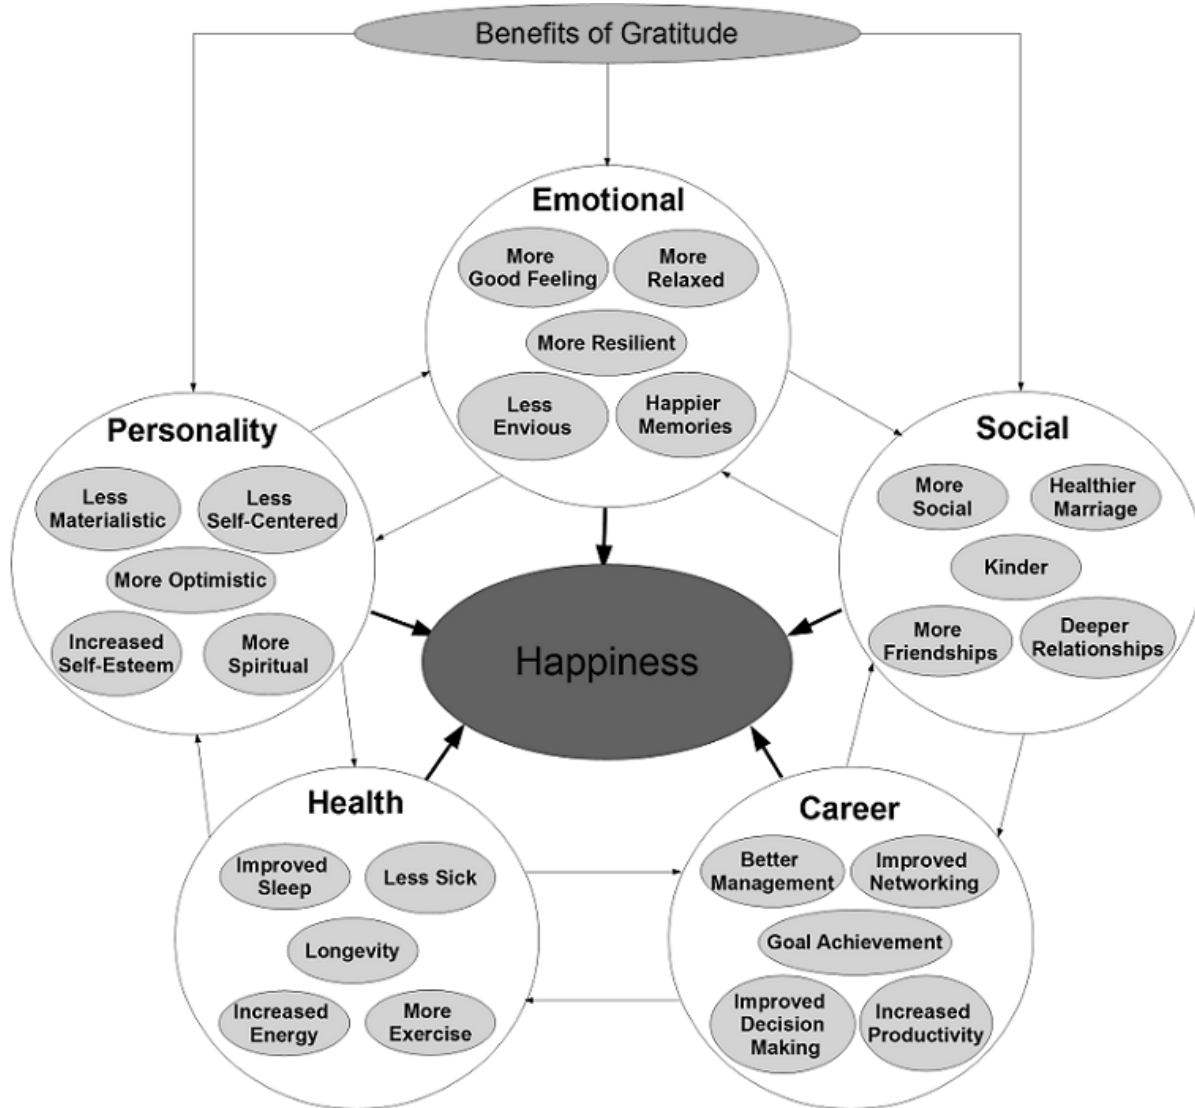 Benefits of Gratitude
Emotional
More
Good Feeling
More
Relaxed
More Resilient
Less
Envious
Happier
Memories
Personality
Less
Materialistic
Less
Self-Centered
More Optimistic
Increased
Self-Esteem
More
Spiritual
Social
More
Social
Healthier
Marriage
Kinder
More
Friendships
Deeper
Relationships
Happiness
Health
Improved
Sleep
Less Sick
Longevity
Increased
Energy
More
Exercise
Career
Better
Management
Improved
Networking
Goal Achievement
Improved
Decision
Making
Increased
Productivity